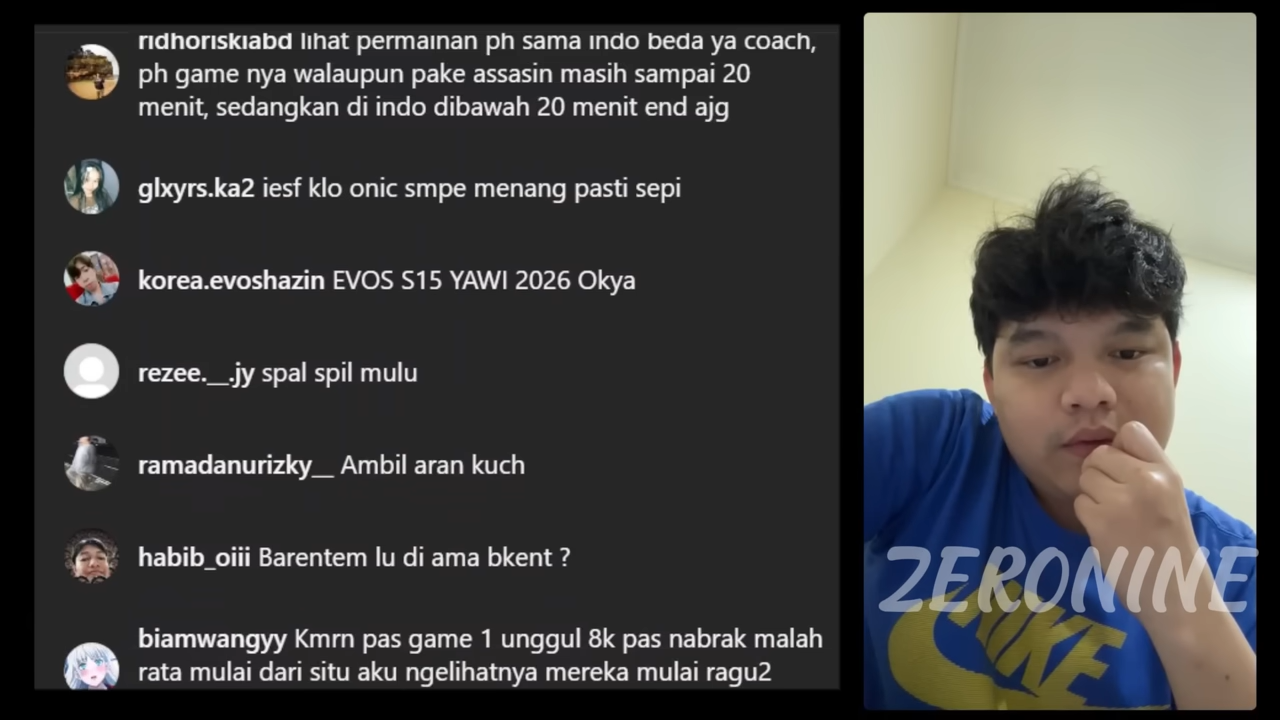 ridhoriskiabd lihat permainan ph sama indo beda ya coach,
ph game nya walaupun pake assasin masih sampai 20
menit, sedangkan di indo dibawah 20 menit end ajg
glxyrs.ka2 iesf klo onic smpe menang pasti sepi
korea.evoshazin EVOS S15 YAWI 2026 Okya
rezee.__.jy spal spil mulu
ramadanurizky__ Ambil aran kuch
habib_oiii Barentem lu di ama bkent ?
biamwangyy Kmrn pas game 1 unggul 8k pas nabrak malah
rata mulai dari situ aku ngelihatnya mereka mulai ragu2
ZERONINE
NIKE